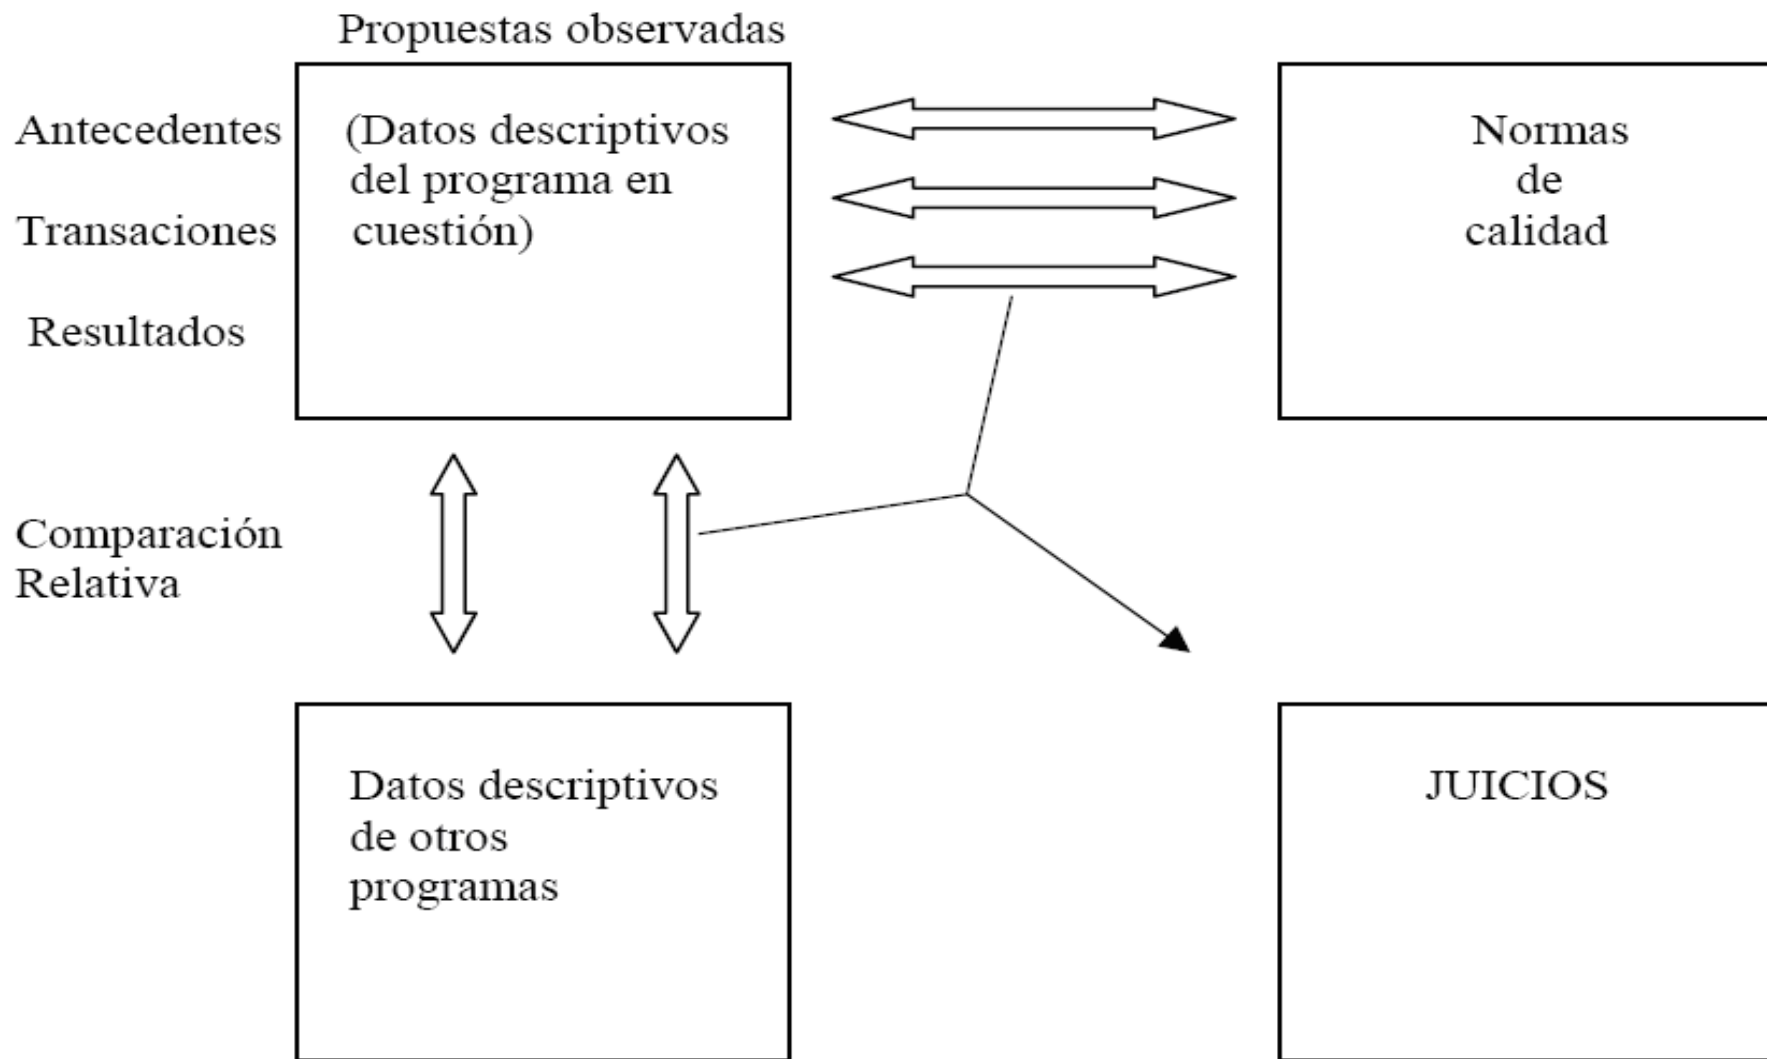 Propuestas observadas
Antecedentes
Transaciones
Resultados
(Datos descriptivos
del programa en
cuestión)
Normas
de
calidad
Comparación
Relativa
Datos descriptivos
de otros
programas
JUICIOS